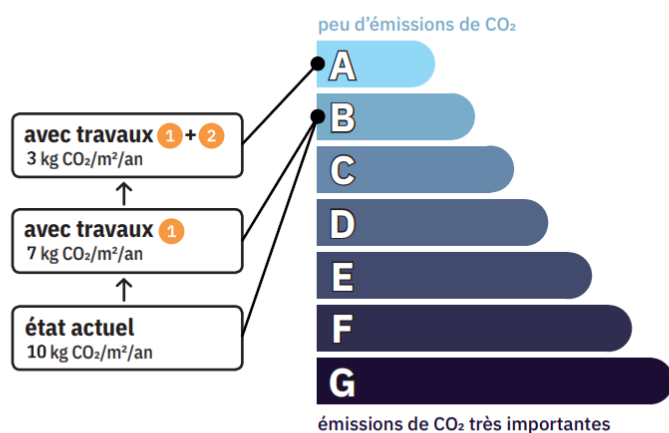 peu d'émissions de CO₂
A
B
C
D
E
F
G
émissions de CO₂ très importantes
avec travaux 1 + 2
3 kg CO₂/m²/an
avec travaux 1
7 kg CO₂/m²/an
état actuel
10 kg CO₂/m²/an